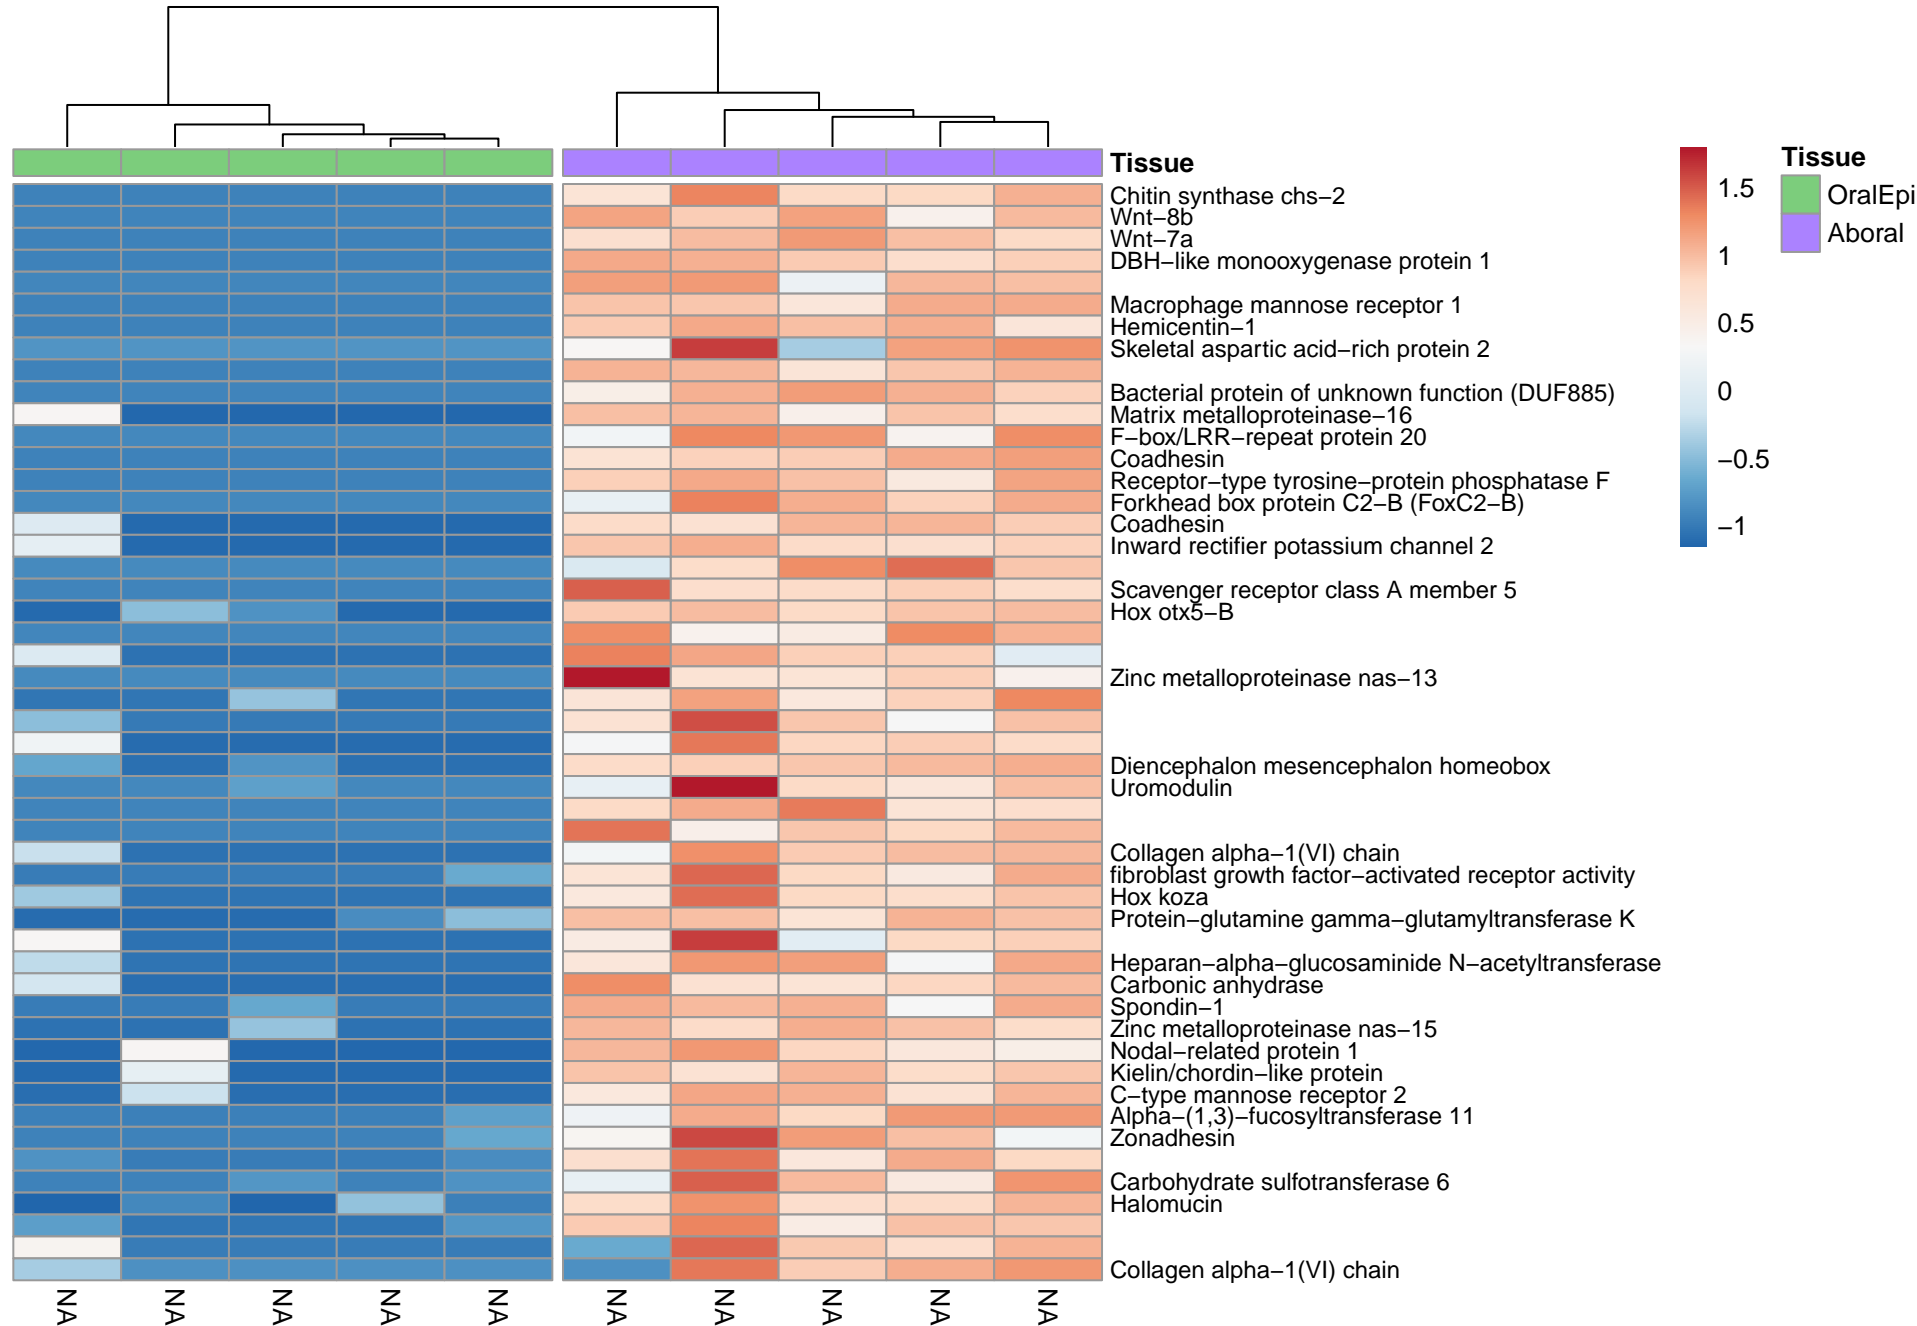 Tissue
Chitin synthase chs−2
Wnt−8b
Wnt−7a
DBH−like monooxygenase protein 1
Macrophage mannose receptor 1
Hemicentin−1
Skeletal aspartic acid−rich protein 2
Bacterial protein of unknown function (DUF885)
Matrix metalloproteinase−16
F−box/LRR−repeat protein 20
Coadhesin
Receptor−type tyrosine−protein phosphatase F
Forkhead box protein C2−B (FoxC2−B)
Coadhesin
Inward rectifier potassium channel 2
Scavenger receptor class A member 5
Hox otx5−B
Zinc metalloproteinase nas−13
Diencephalon mesencephalon homeobox
Uromodulin
Collagen alpha−1(VI) chain
fibroblast growth factor−activated receptor activity
Hox koza
Protein−glutamine gamma−glutamyltransferase K
Heparan−alpha−glucosaminide N−acetyltransferase
Carbonic anhydrase
Spondin−1
Zinc metalloproteinase nas−15
Nodal−related protein 1
Kielin/chordin−like protein
C−type mannose receptor 2
Alpha−(1,3)−fucosyltransferase 11
Zonadhesin
Carbohydrate sulfotransferase 6
Halomucin
Collagen alpha−1(VI) chain
NA
NA
NA
NA
NA
NA
NA
NA
NA
NA
1.5
1
0.5
0
−0.5
−1
Tissue
OralEpi
Aboral